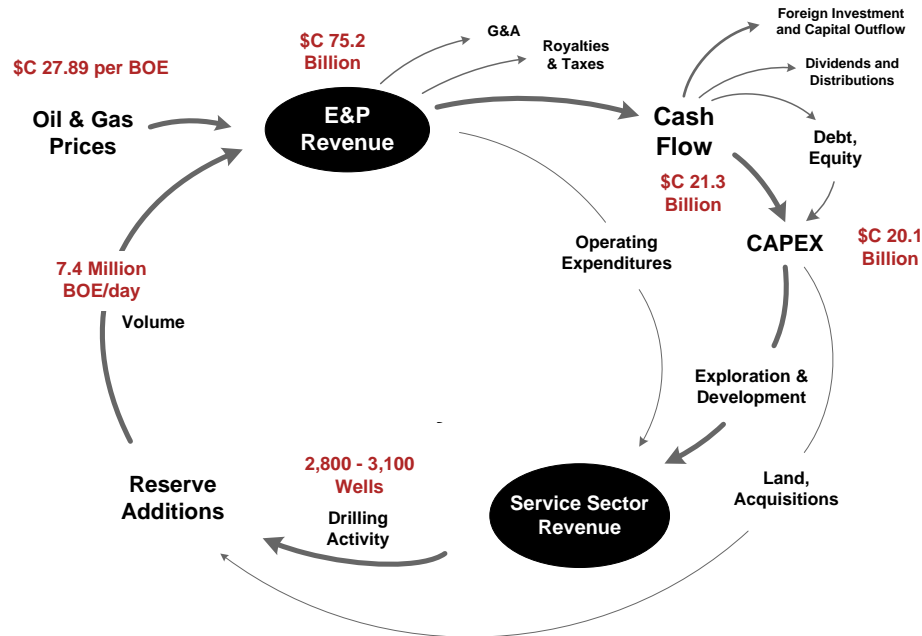 $C 27.89 per BOE
Oil & Gas
Prices
$C 75.2
Billion
E&P
Revenue
G&A
Royalties
& Taxes
Foreign Investment
and Capital Outflow
Dividends and
Distributions
Cash
Flow
Debt,
Equity
$C 21.3
Billion
CAPEX
$C 20.1
Billion
Operating
Expenditures
7.4 Million
BOE/day
Volume
Exploration &
Development
Land,
Acquisitions
Service Sector
Revenue
2,800 - 3,100
Wells
Drilling
Activity
Reserve
Additions